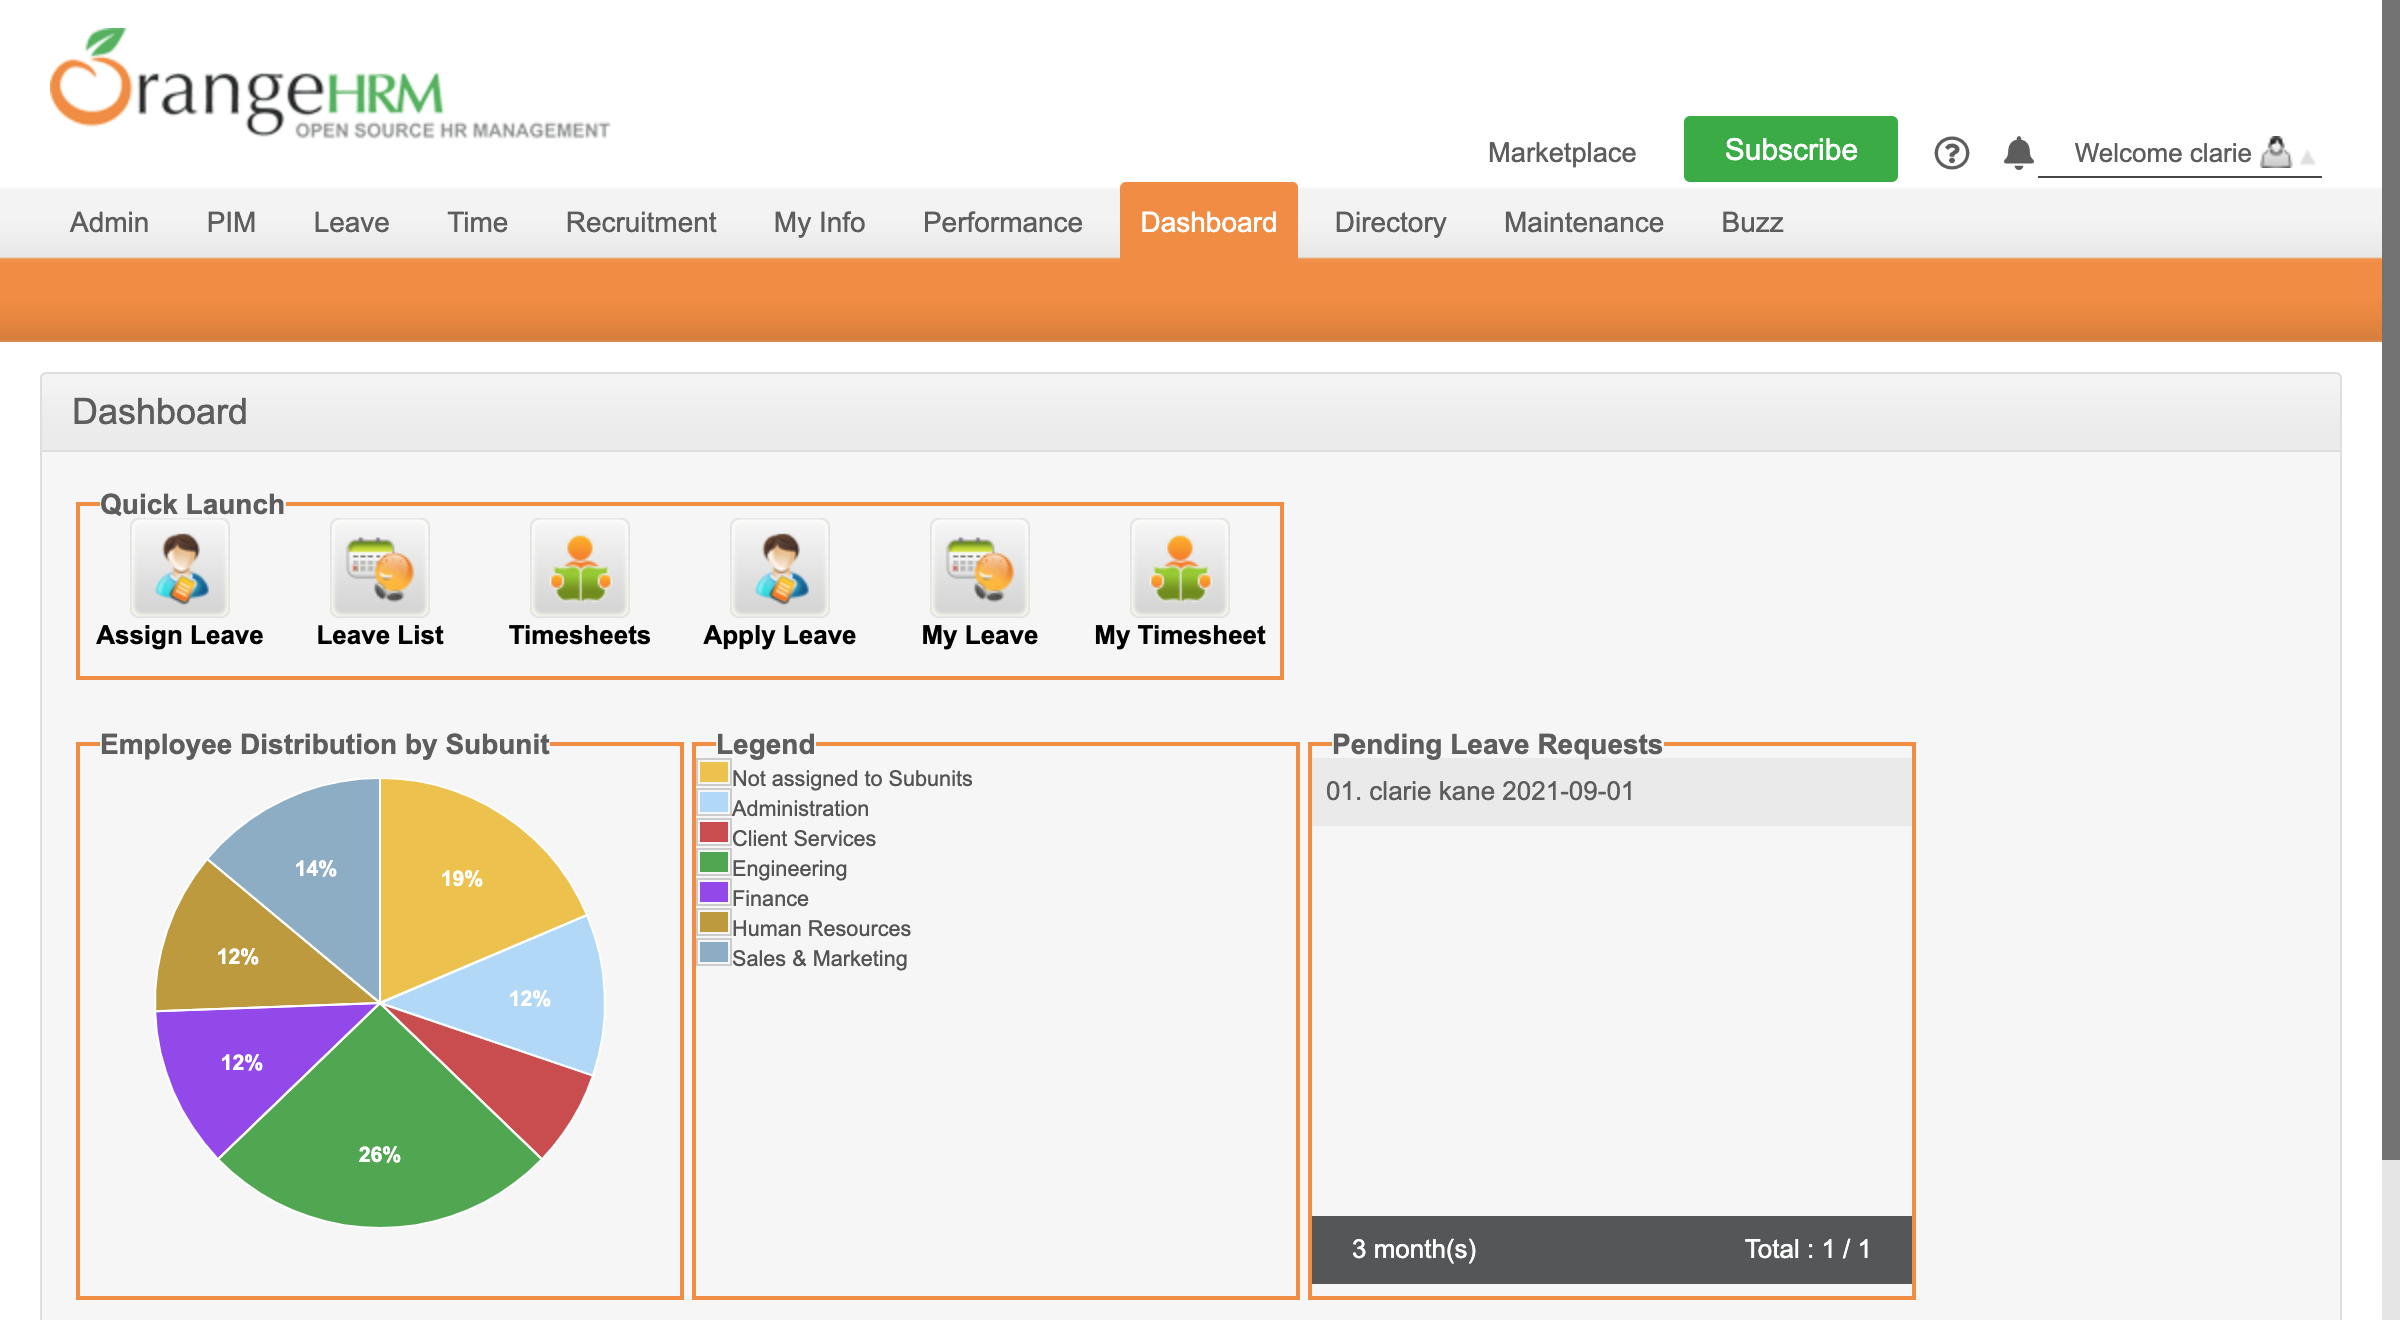 OrangeHRM
OPEN SOURCE HR MANAGEMENT
Marketplace
Subscribe
Welcome clarie
Admin
PIM
Leave
Time
Recruitment
My Info
Performance
Dashboard
Directory
Maintenance
Buzz
Dashboard
Quick Launch
Assign Leave
Leave List
Timesheets
Apply Leave
My Leave
My Timesheet
Employee Distribution by Subunit
19%
12%
26%
12%
12%
14%
Legend
Not assigned to Subunits
Administration
Client Services
Engineering
Finance
Human Resources
Sales & Marketing
Pending Leave Requests
01. clarie kane 2021-09-01
3 month(s)
Total : 1 / 1